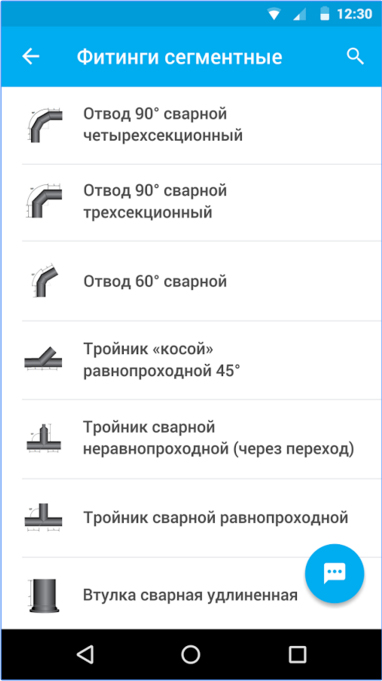 12:30
Фитинги сегментные
Отвод 90° сварной
четырехсекционный
Отвод 90° сварной
трехсекционный
Отвод 60° сварной
Тройник «косой»
равнопроходной 45°
Тройник сварной
неравнопроходной (через переход)
Тройник сварной равнопроходной
Втулка сварная удлиненная